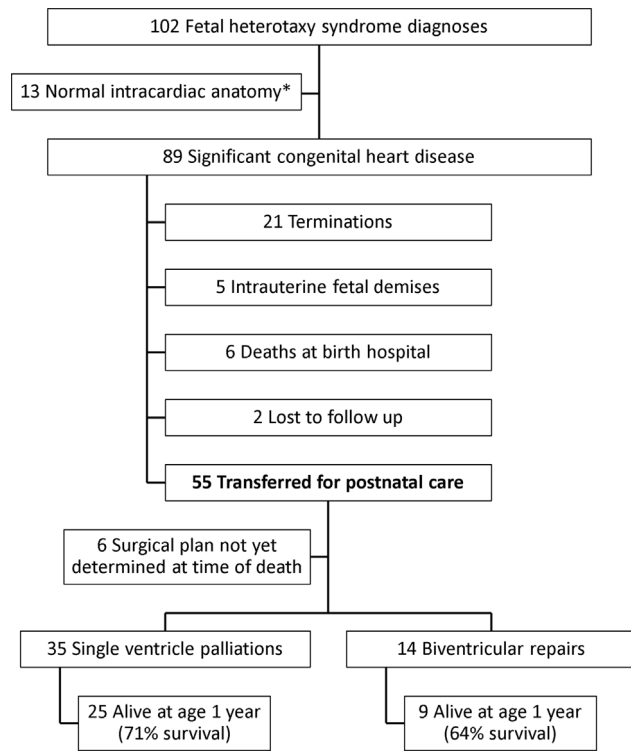 102 Fetal heterotaxy syndrome diagnoses
13 Normal intracardiac anatomy*
89 Significant congenital heart disease
21 Terminations
5 Intrauterine fetal demises
6 Deaths at birth hospital
2 Lost to follow up
55 Transferred for postnatal care
6 Surgical plan not yet
determined at time of death
35 Single ventricle palliations
14 Biventricular repairs
25 Alive at age 1 year
(71% survival)
9 Alive at age 1 year
(64% survival)